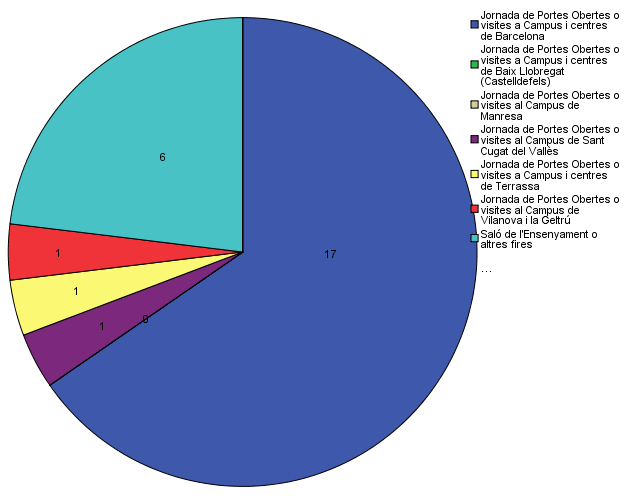 Jornada de Portes Obertes o
visites a Campus i centres
de Barcelona
Jornada de Portes Obertes o
visites a Campus i centres
de Baix Llobregat
(Castelldefels)
Jornada de Portes Obertes o
visites al Campus de
Manresa
Jornada de Portes Obertes o
visites al Campus de Sant
Cugat del Vallès
Jornada de Portes Obertes o
visites a Campus i centres
de Terrassa
Jornada de Portes Obertes o
visites al Campus de
Vilanova i la Geltrú
Saló de l'Ensenyament o
altres fires
...
6
1
17
1
0
1